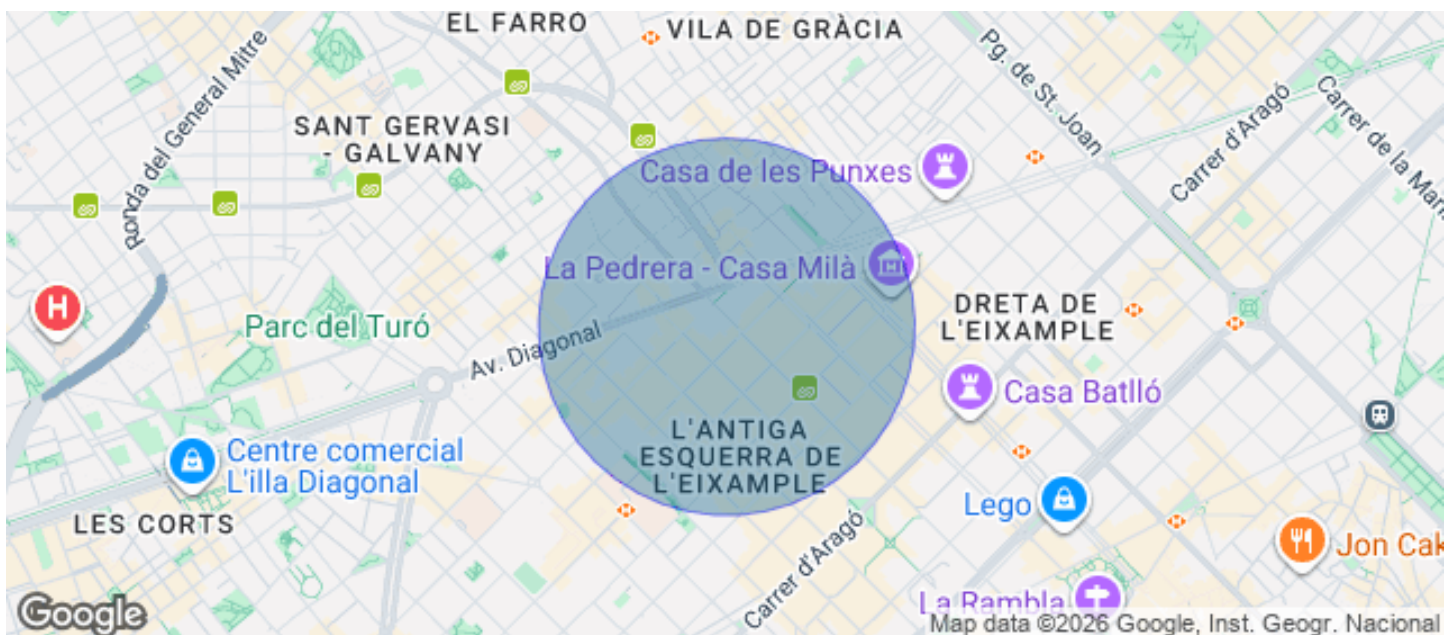 EL FARRÓ
VILA DE GRÀCIA
Ronda del General Mitre
Pg. de St. Joan
Carrer d'Aragó
SANT GERVASI
- GALVANY
Casa de les Punxes
La Pedrera - Casa Milà
H
Parc del Turó
DRETA DE
L'EIXAMPLE
Av. Diagonal
Casa Batlló
L'ANTIGA
ESQUERRA DE
L'EIXAMPLE
Centre comercial
L'illa Diagonal
Lego
LES CORTS
Carrer d'Aragó
Jon Cak
La Rambla
Google
Map data ©2026 Google, Inst. Geogr. Nacional
Carrer de la Mari